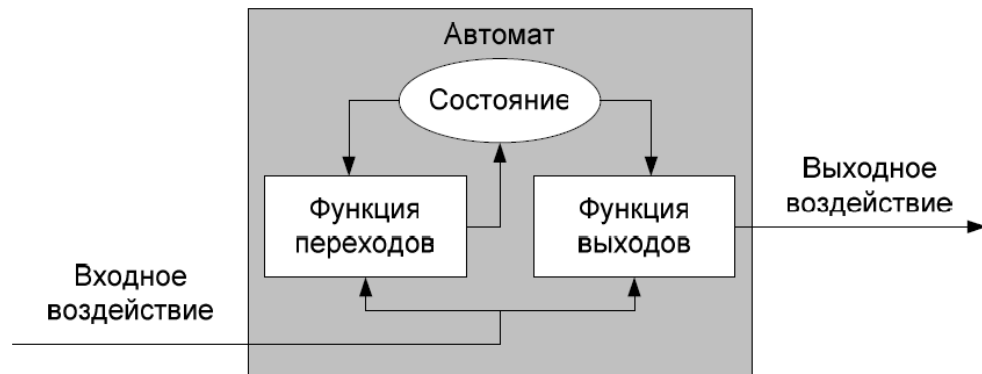 Автомат
Состояние
Функция
переходов
Функция
выходов
Выходное
воздействие
Входное
воздействие